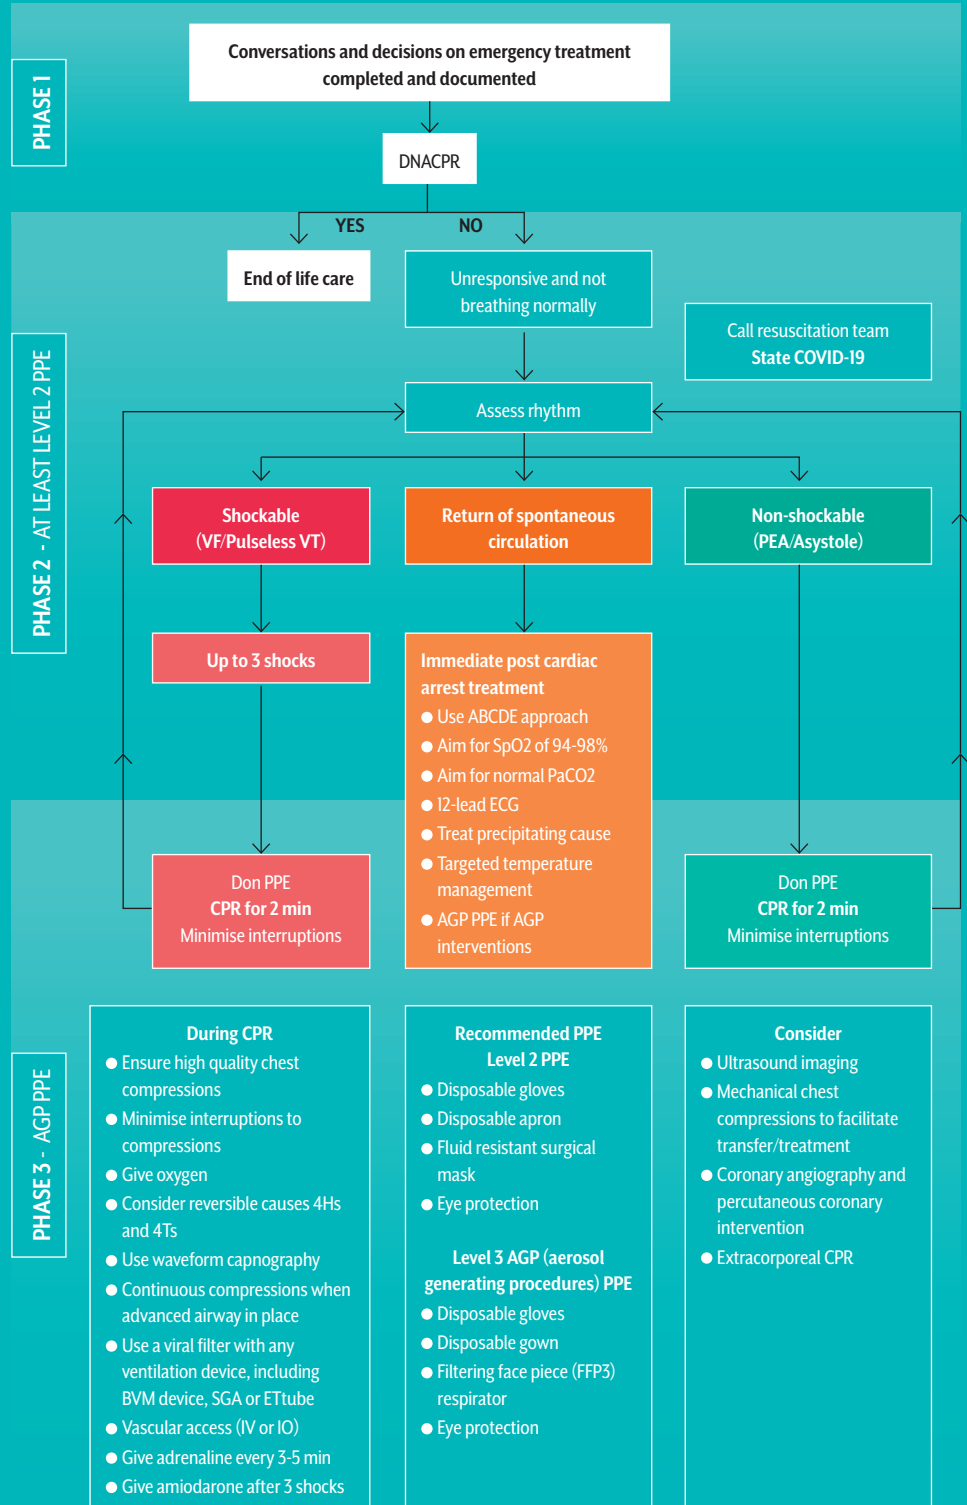 PHASE 1
Conversations and decisions on emergency treatment
completed and documented
DNACPR
YES
NO
PHASE 2 - AT LEAST LEVEL 2 PPE
End of life care
Unresponsive and not
breathing normally
Call resuscitation team
State COVID-19
Assess rhythm
Shockable
(VF/Pulseless VT)
Return of spontaneous
circulation
Non-shockable
(PEA/Asystole)
Up to 3 shocks
Immediate post cardiac
arrest treatment
● Use ABCDE approach
● Aim for SpO2 of 94-98%
● Aim for normal PaCO2
● 12-lead ECG
● Treat precipitating cause
● Targeted temperature
management
● AGP PPE if AGP
interventions
Don PPE
CPR for 2 min
Minimise interruptions
Don PPE
CPR for 2 min
Minimise interruptions
PHASE 3 - AGP PPE
During CPR
● Ensure high quality chest
compressions
● Minimise interruptions to
compressions
● Give oxygen
● Consider reversible causes 4Hs
and 4Ts
● Use waveform capnography
● Continuous compressions when
advanced airway in place
● Use a viral filter with any
ventilation device, including
BVM device, SGA or ETtube
● Vascular access (IV or IO)
● Give adrenaline every 3-5 min
● Give amiodarone after 3 shocks
Recommended PPE
Level 2 PPE
● Disposable gloves
● Disposable apron
● Fluid resistant surgical
mask
● Eye protection
Level 3 AGP (aerosol
generating procedures) PPE
● Disposable gloves
● Disposable gown
● Filtering face piece (FFP3)
respirator
● Eye protection
Consider
● Ultrasound imaging
● Mechanical chest
compressions to facilitate
transfer/treatment
● Coronary angiography and
percutaneous coronary
intervention
● Extracorporeal CPR